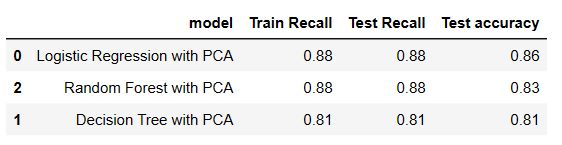 model Train Recall Test Recall Test accuracy
0 Logistic Regression with PCA 0.88 0.88 0.86
2 Random Forest with PCA 0.88 0.88 0.83
1 Decision Tree with PCA 0.81 0.81 0.81